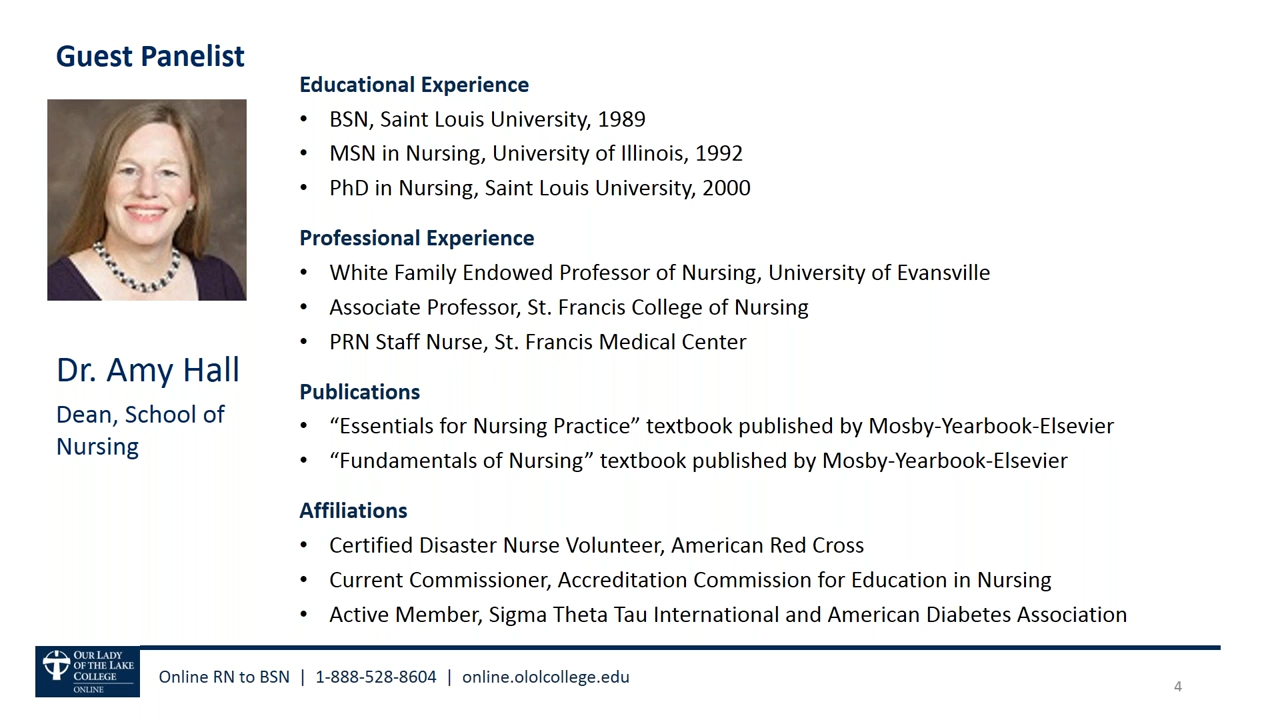 Guest Panelist
Dr. Amy Hall
Dean, School of
Nursing
Educational Experience
• BSN, Saint Louis University, 1989
• MSN in Nursing, University of Illinois, 1992
• PhD in Nursing, Saint Louis University, 2000
Professional Experience
• White Family Endowed Professor of Nursing, University of Evansville
• Associate Professor, St. Francis College of Nursing
• PRN Staff Nurse, St. Francis Medical Center
Publications
• “Essentials for Nursing Practice” textbook published by Mosby-Yearbook-Elsevier
• “Fundamentals of Nursing” textbook published by Mosby-Yearbook-Elsevier
Affiliations
• Certified Disaster Nurse Volunteer, American Red Cross
• Current Commissioner, Accreditation Commission for Education in Nursing
• Active Member, Sigma Theta Tau International and American Diabetes Association
OUR LADY
OF THE LAKE
COLLEGE
ONLINE
Online RN to BSN | 1-888-528-8604 | online.ololcollege.edu
4